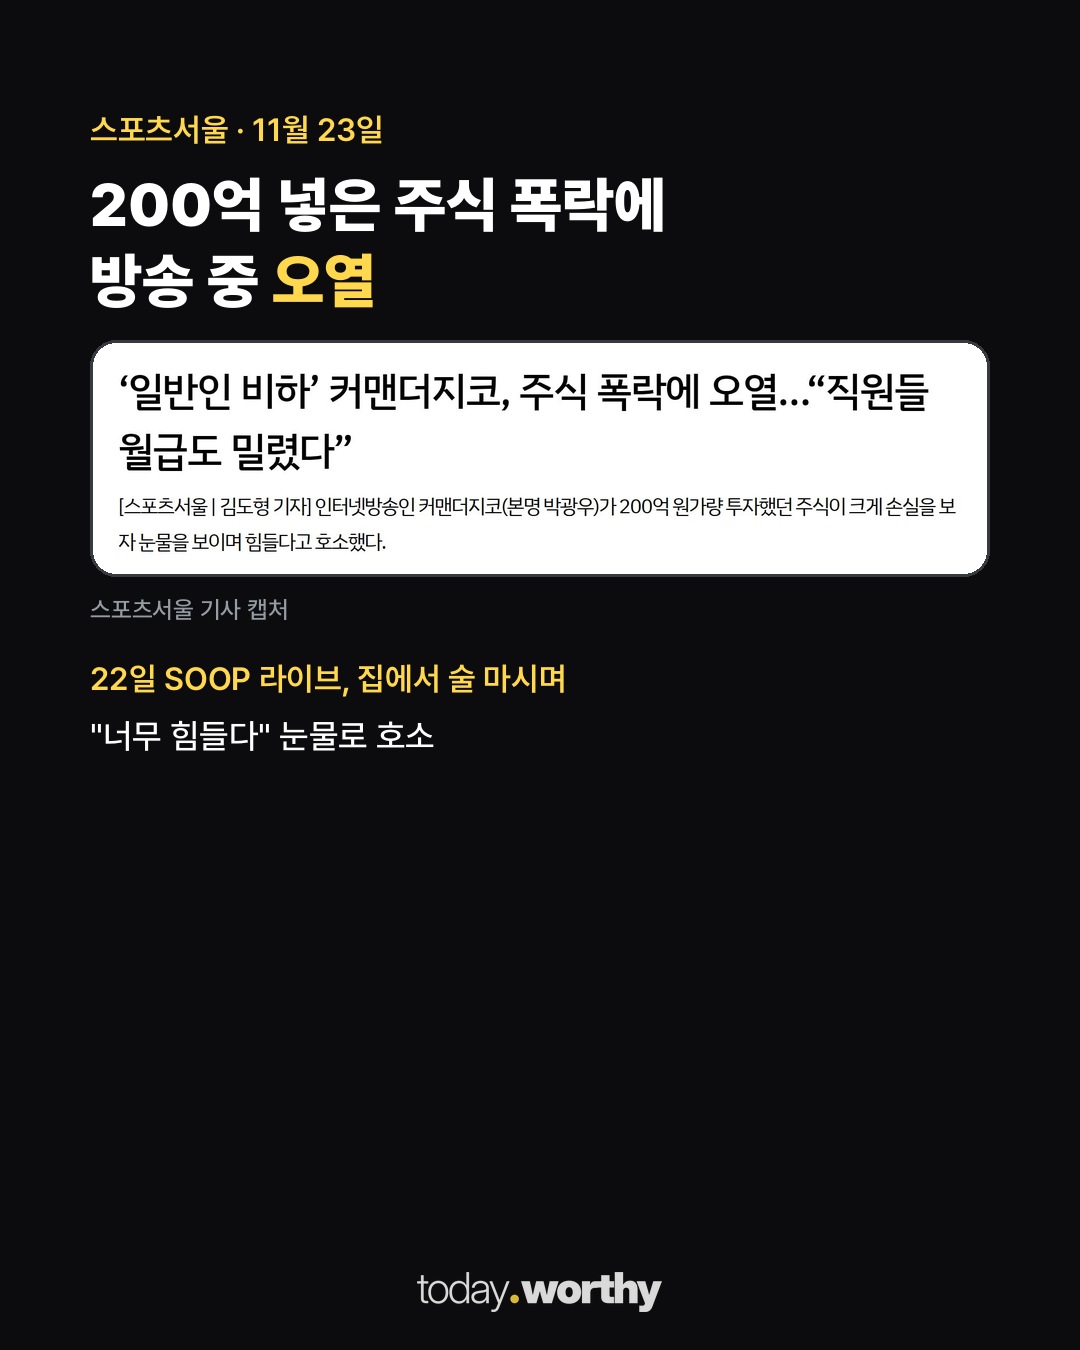 스포츠서울 · 11월 23일
200억 넣은 주식 폭락에
방송 중 오열
‘일반인 비하’ 커맨더지코, 주식 폭락에 오열...“직원들
월급도 밀렸다”
[스포츠서울 | 김도형 기자] 인터넷방송인 커맨더지코(본명 박광우)가 200억 원가량 투자했던 주식이 크게 손실을 보
자 눈물을 보이며 힘들다고 호소했다.
스포츠서울 기사 캡처
22일 SOOP 라이브, 집에서 술 마시며
"너무 힘들다" 눈물로 호소
today.worthy